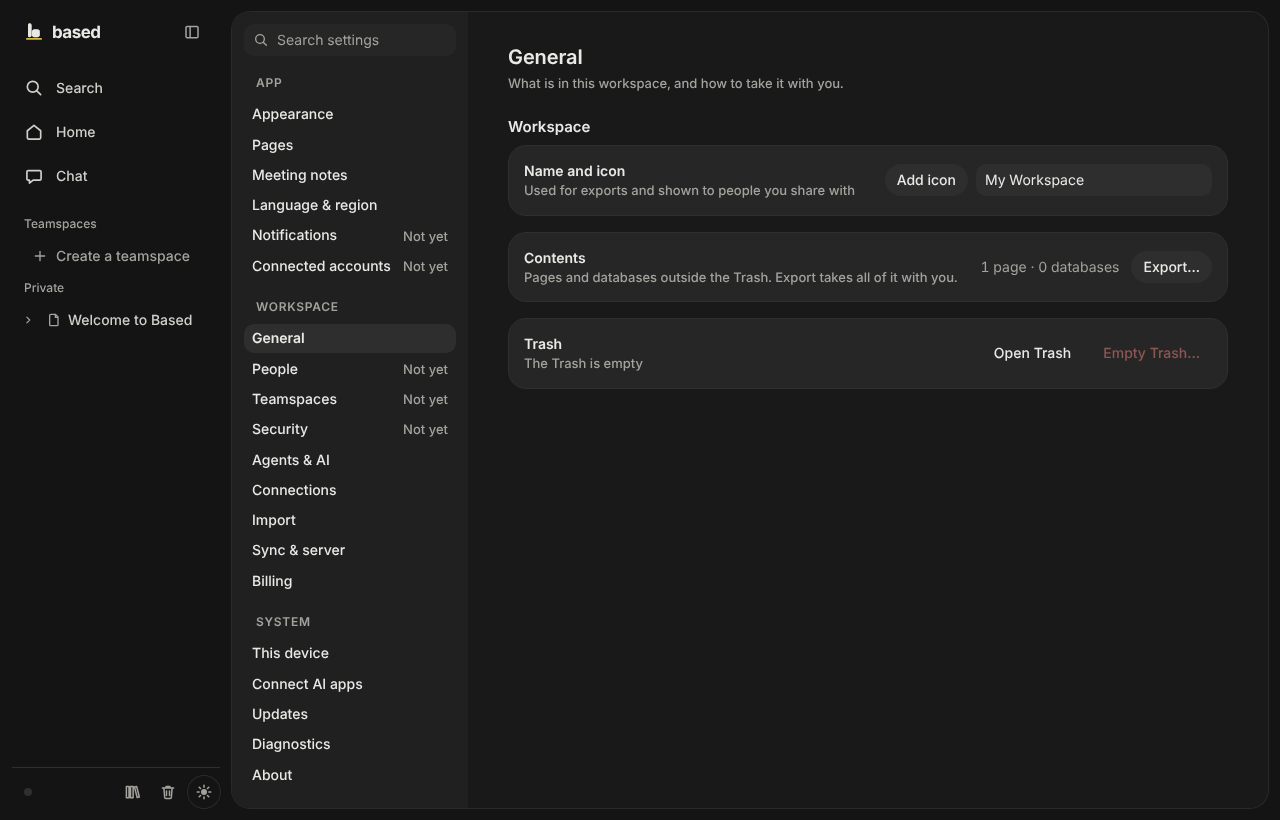 based
Search
Home
Chat
Teamspaces
Create a teamspace
Private
Welcome to Based
Search settings
APP
Appearance
Pages
Meeting notes
Language & region
Notifications Not yet
Connected accounts Not yet
WORKSPACE
General
People Not yet
Teamspaces Not yet
Security Not yet
Agents & AI
Connections
Import
Sync & server
Billing
SYSTEM
This device
Connect AI apps
Updates
Diagnostics
About
General
What is in this workspace, and how to take it with you.
Workspace
Name and icon
Used for exports and shown to people you share with
Add icon
My Workspace
Contents
Pages and databases outside the Trash. Export takes all of it with you.
1 page · 0 databases
Export...
Trash
The Trash is empty
Open Trash
Empty Trash...